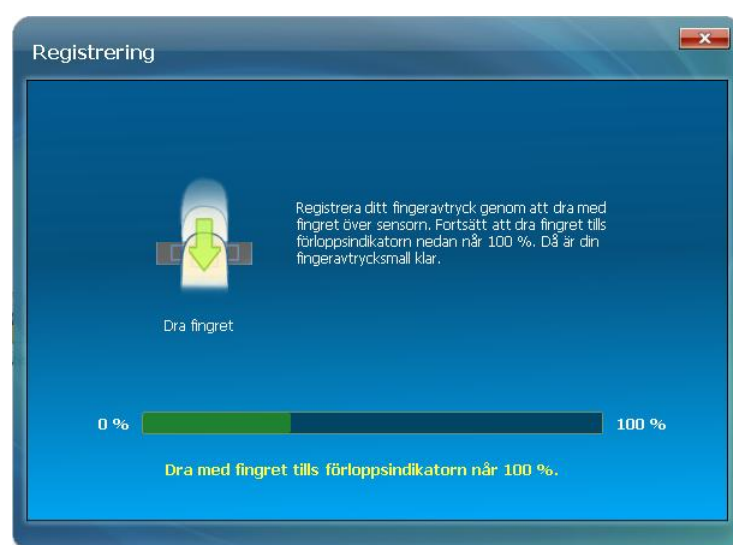 Registrering
Registrera ditt fingeravtryck genom att dra med
fingret över sensorn. Fortsätt att dra fingret tills
förloppsindikatorn nedan når 100 %. Då är din
fingeravtrycksmall klar.
Dra fingret
0 %
100 %
Dra med fingret tills förloppsindikatorn når 100 %.